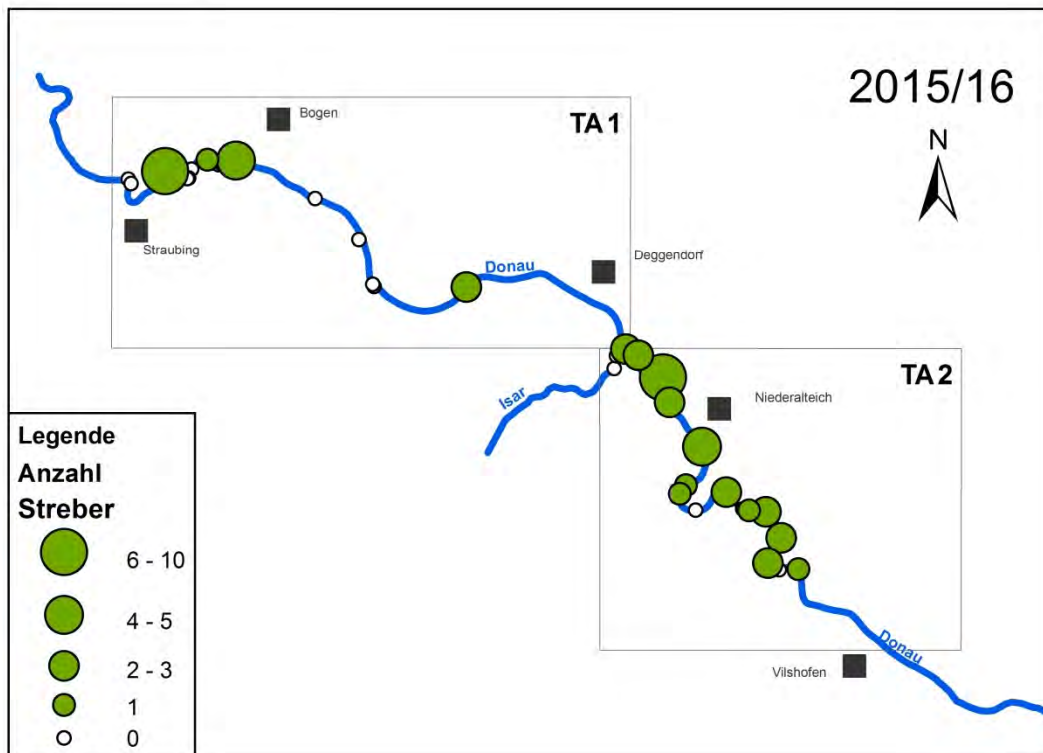 2015/16
N
TA 1
Bogen
Straubing
Donau
Deggendorf
TA 2
Isar
Niederalteich
Donau
Vilshofen
Legende
Anzahl
Streber
6 - 10
4 - 5
2 - 3
1
0